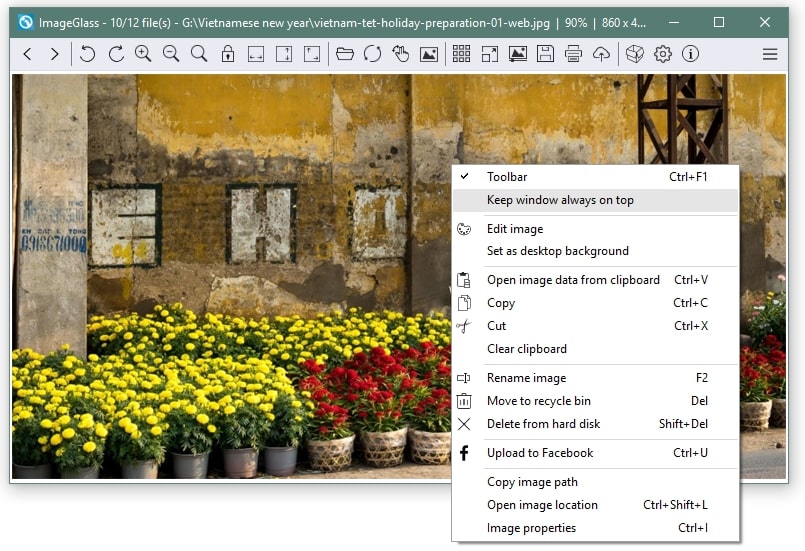 ImageGlass - 10/12 file(s) - G:\Vietnamese new year\vietnam-tet-holiday-preparation-01-web.jpg | 90% | 860 x 4...
Toolbar Ctrl+F1
Keep window always on top
Edit image
Set as desktop background
Open image data from clipboard Ctrl+V
Copy Ctrl+C
Cut Ctrl+X
Clear clipboard
Rename image F2
Move to recycle bin Del
Delete from hard disk Shift+Del
Upload to Facebook Ctrl+U
Copy image path
Open image location Ctrl+Shift+L
Image properties Ctrl+I